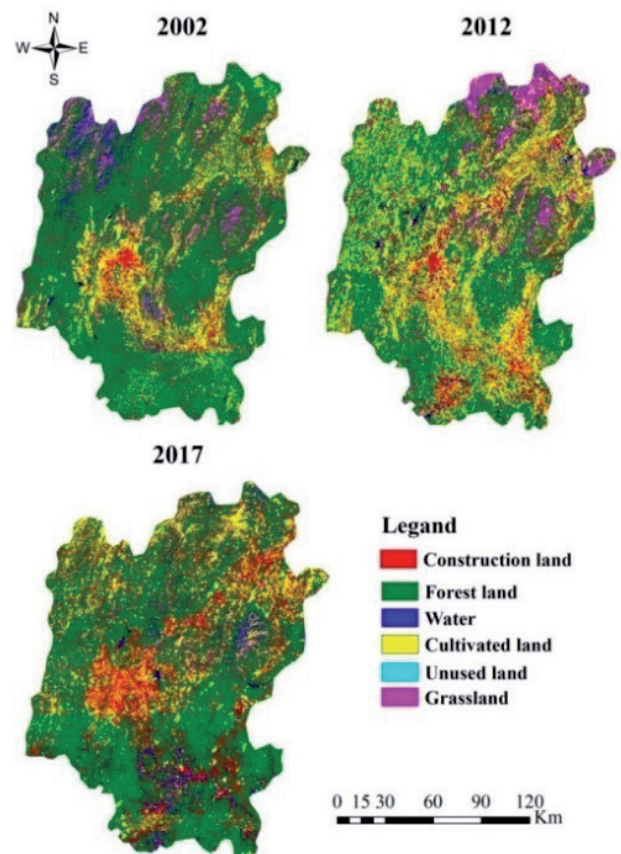 2002
2012
N
W E
S
2017
Legand
Construction land
Forest land
Water
Cultivated land
Unused land
Grassland
0 15 30 60 90 120
Km